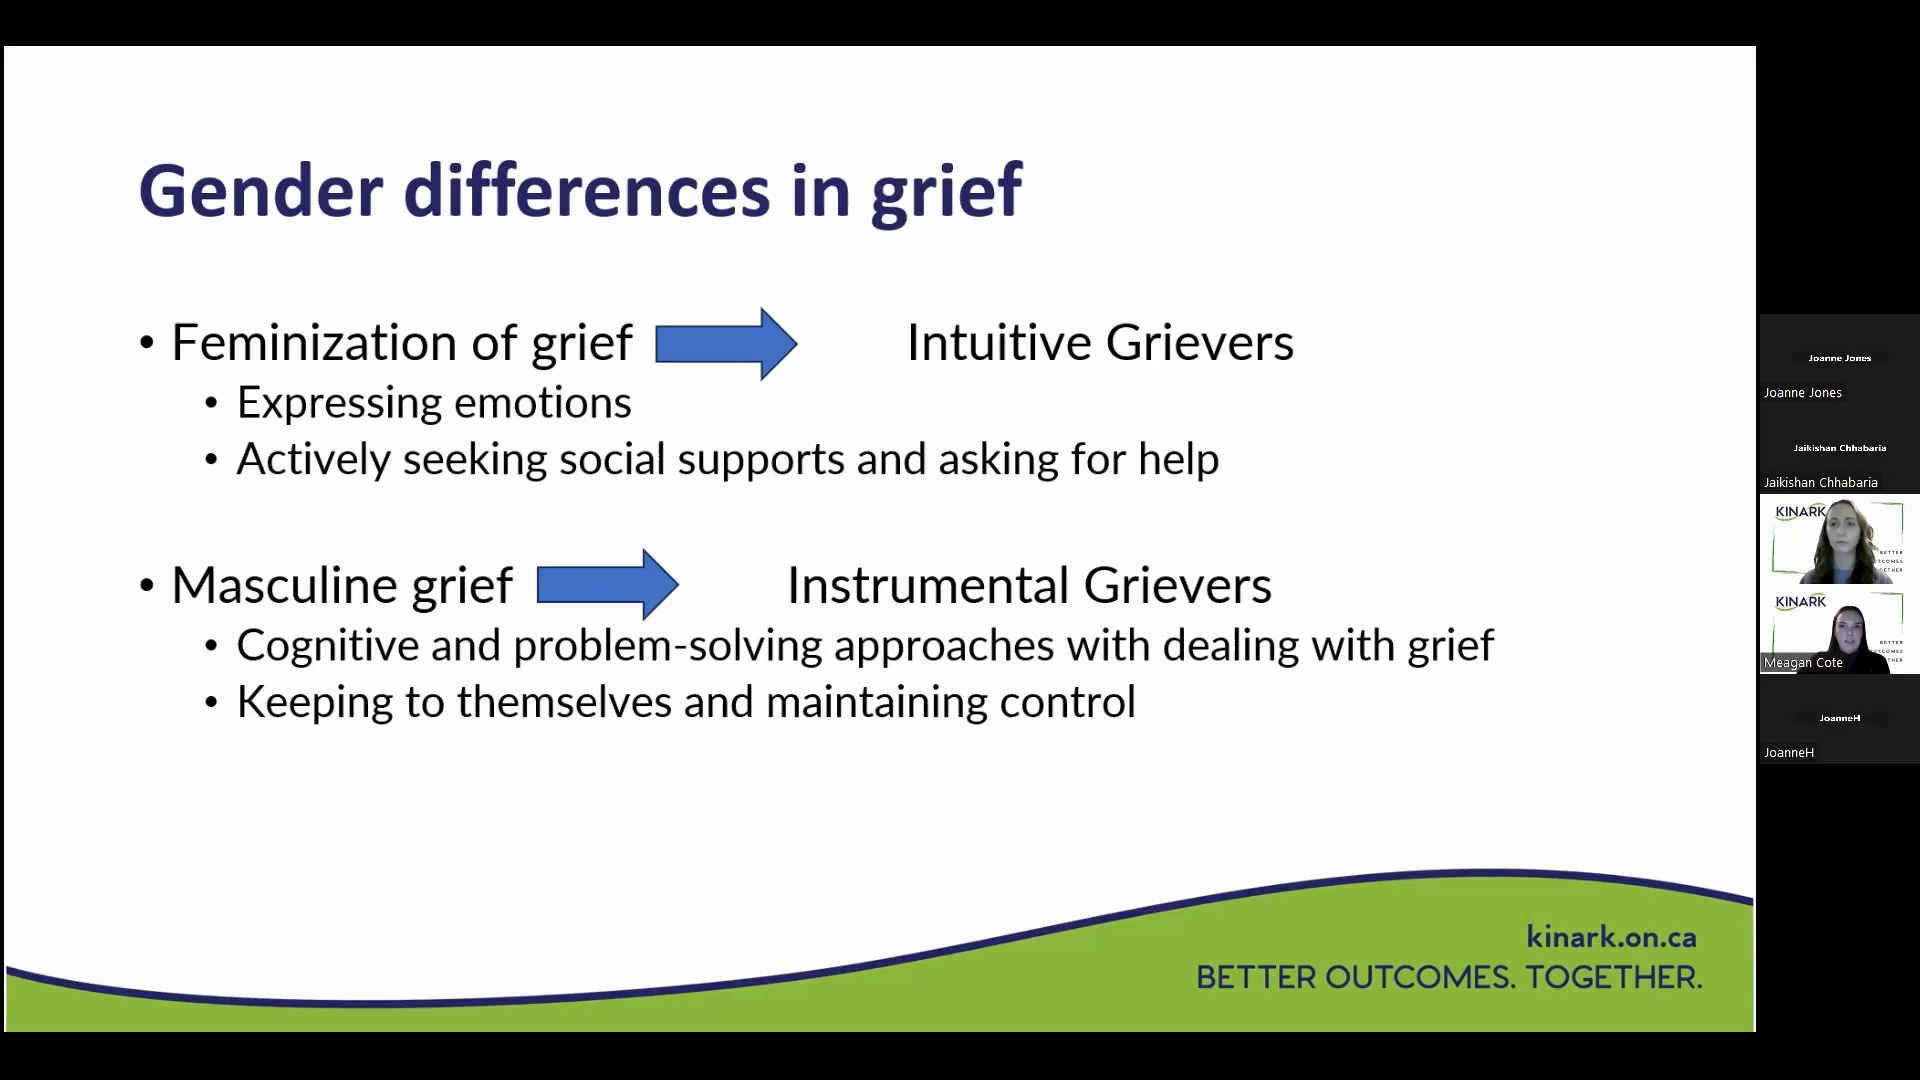 Gender differences in grief
• Feminization of grief Intuitive Grievers
• Expressing emotions
• Actively seeking social supports and asking for help
• Masculine grief Instrumental Grievers
• Cognitive and problem-solving approaches with dealing with grief
• Keeping to themselves and maintaining control
kinark.on.ca
BETTER OUTCOMES. TOGETHER.
Joanne Jones
Joanne Jones
Jaikishan Chhabaria
Jaikishan Chhabaria
KINARK
BETTER
KINARK
BETTER
Meagan Cote
JoanneH
JoanneH